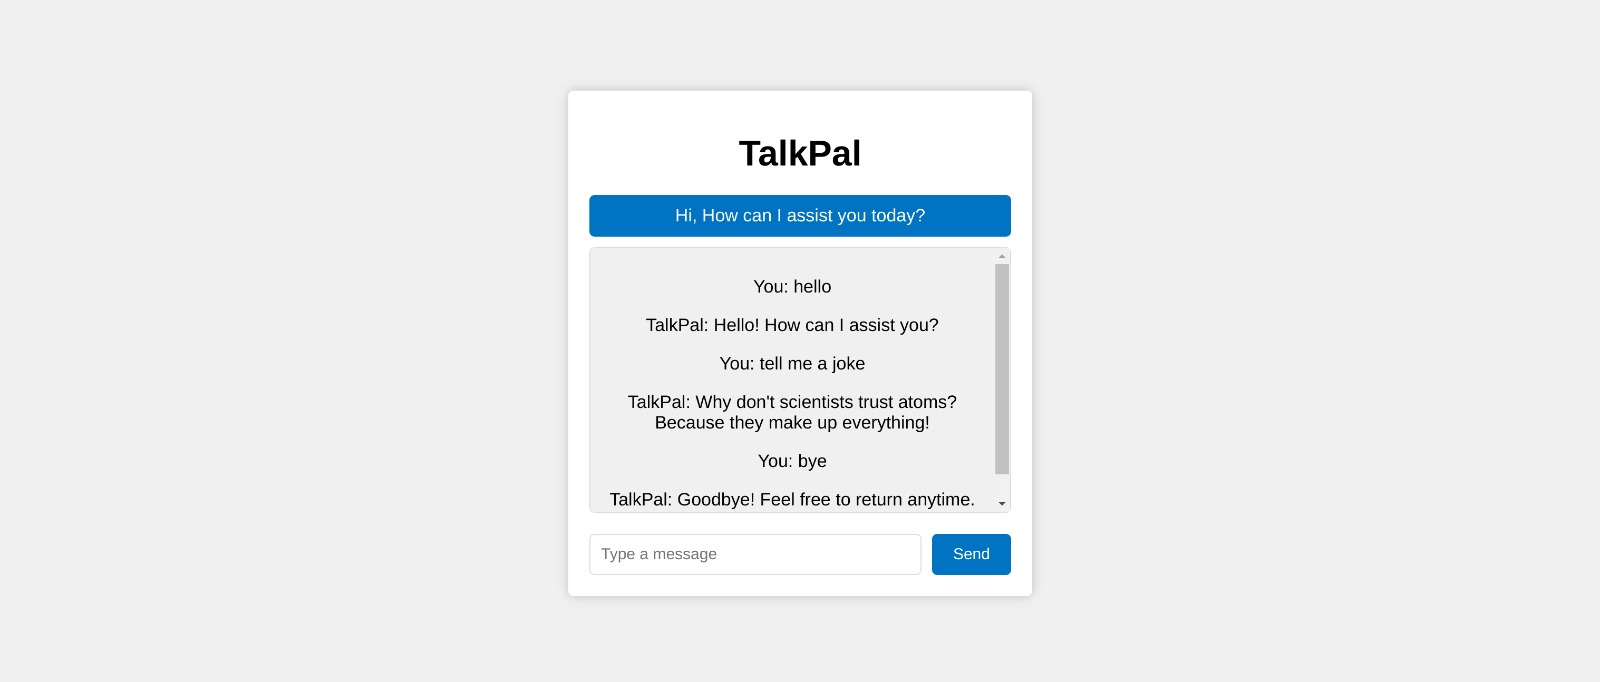 TalkPal
Hi, How can I assist you today?
You: hello
TalkPal: Hello! How can I assist you?
You: tell me a joke
TalkPal: Why don't scientists trust atoms?
Because they make up everything!
You: bye
TalkPal: Goodbye! Feel free to return anytime.
Type a message
Send